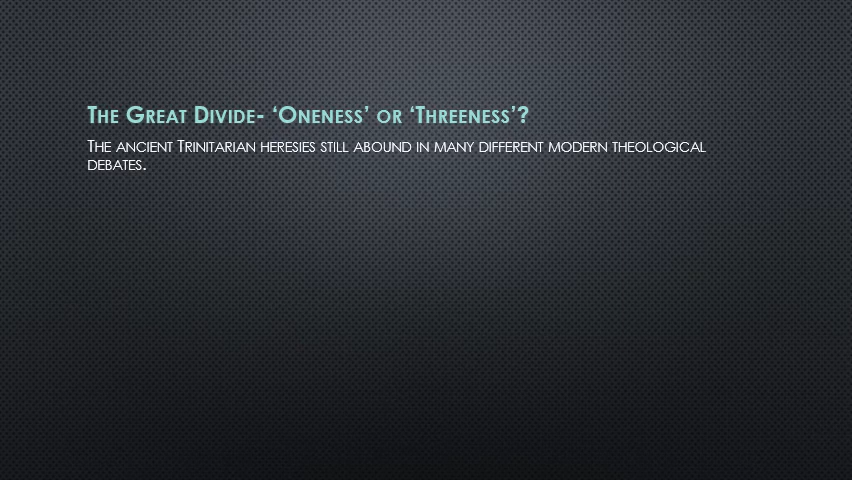 The Great Divide- ‘Oneness’ or ‘Threeness’?
The ancient Trinitarian heresies still abound in many different modern theological
debates.